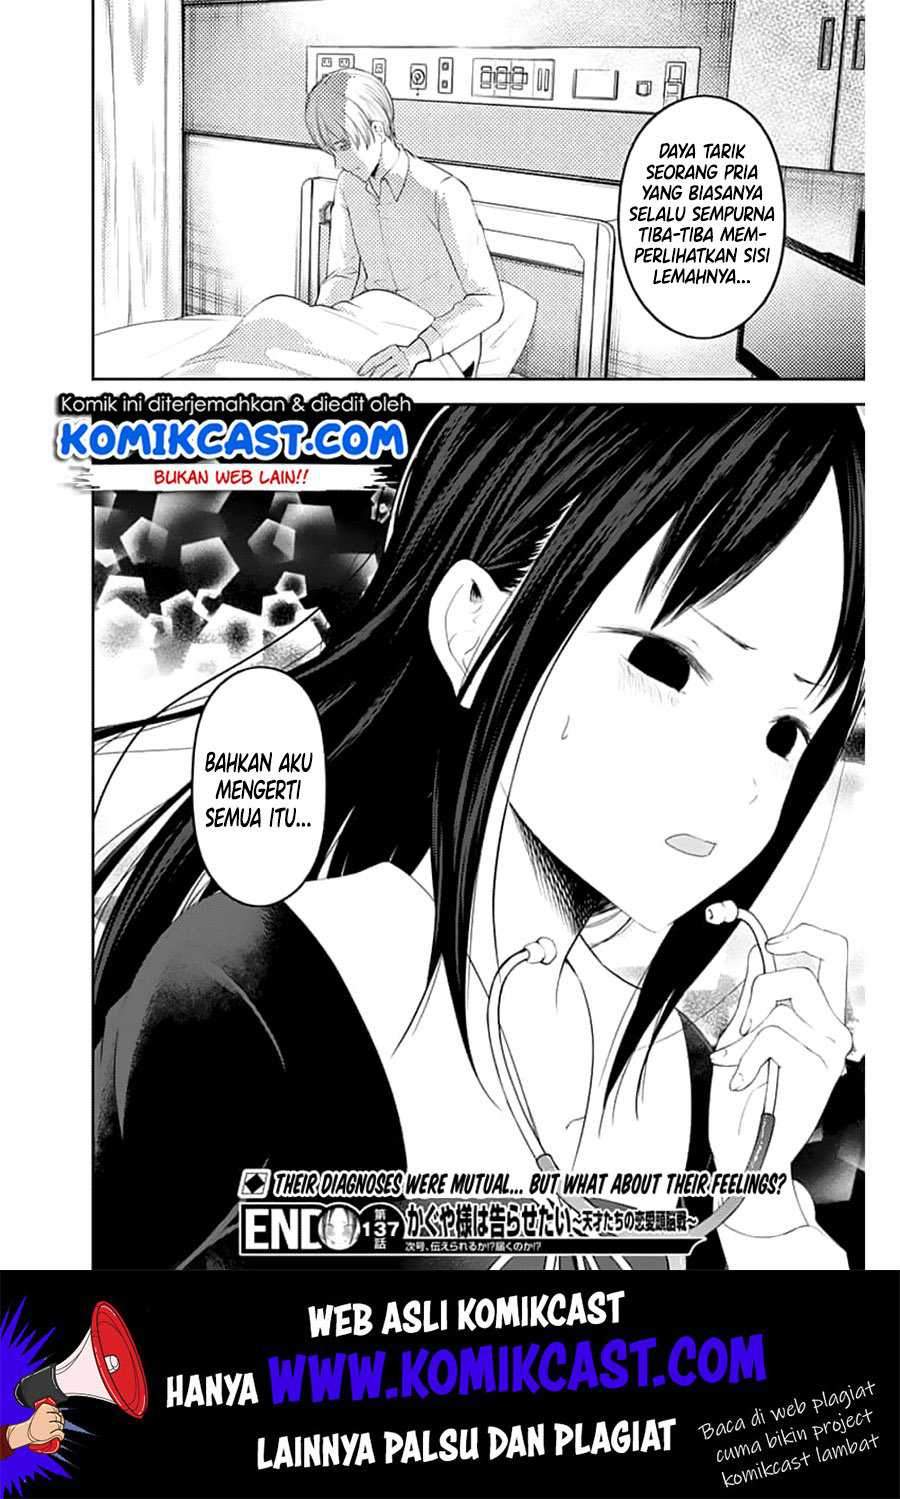 DAYA TARIK
SEORANG PRIA
YANG BIASANYA
SELALU SEMPURNA
TIBA-TIBA MEM-
PERLIHATKAN SISI
LEMAHNYA...
Komik ini diterjemahkan & diedit oleh
KOMIKCAST.COM
BUKAN WEB LAIN!!
BAHKAN AKU
MENGERTI
SEMUA ITU...
THEIR DIAGNOSES WERE MUTUAL... BUT WHAT ABOUT THEIR FEELINGS?
END 第137話 かぐや様は告らせたい~天才たちの恋愛頭脳戦~
次号、伝えられるか!?届くのか!?
WEB ASLI KOMIKCAST
HANYA WWW.KOMIKCAST.COM
LAINNYA PALSU DAN PLAGIAT
Baca di web plagiat
cuma bikin project
komikcast lambat